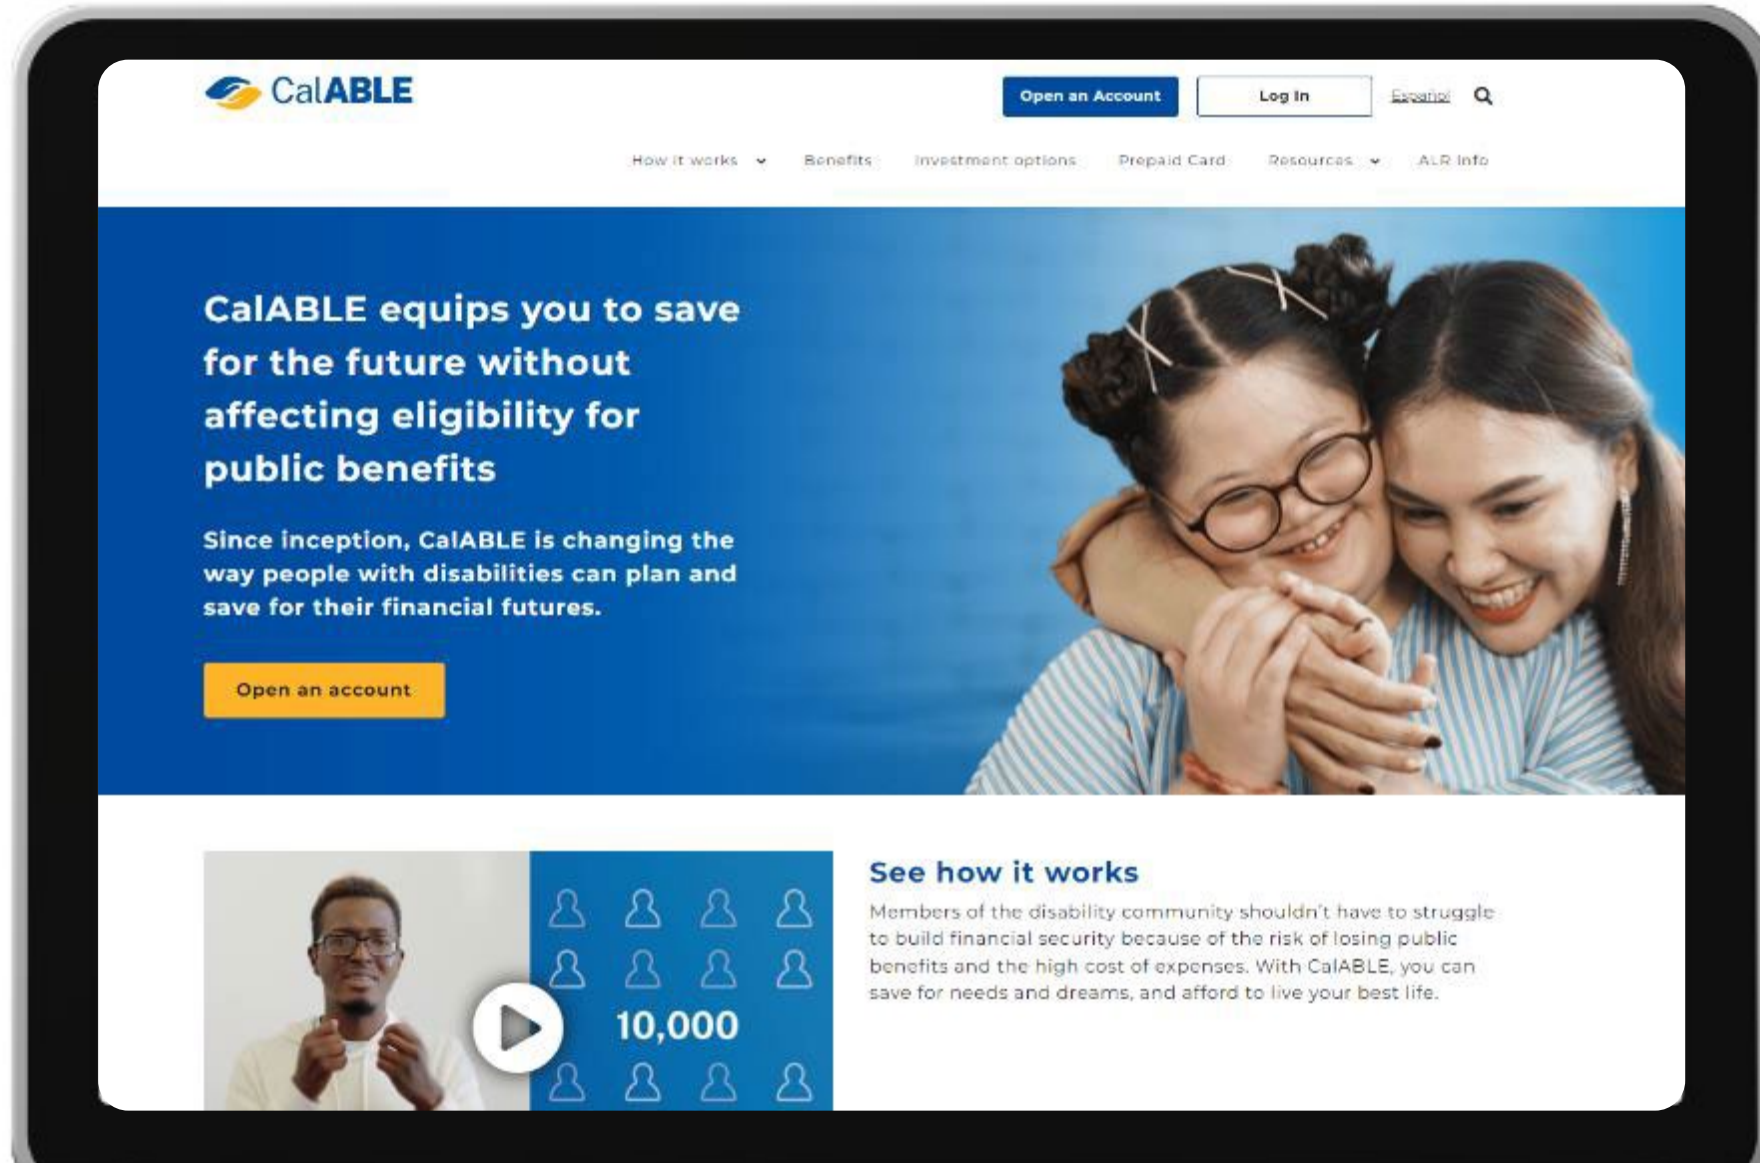 CalABLE
Open an Account
Log In
Español
How it works
Benefits
Investment options
Prepaid Card
Resources
ALR Info
CalABLE equips you to save
for the future without
affecting eligibility for
public benefits
Since inception, CalABLE is changing the
way people with disabilities can plan and
save for their financial futures.
Open an account
10,000
See how it works
Members of the disability community shouldn't have to struggle
to build financial security because of the risk of losing public
benefits and the high cost of expenses. With CalABLE, you can
save for needs and dreams, and afford to live your best life.